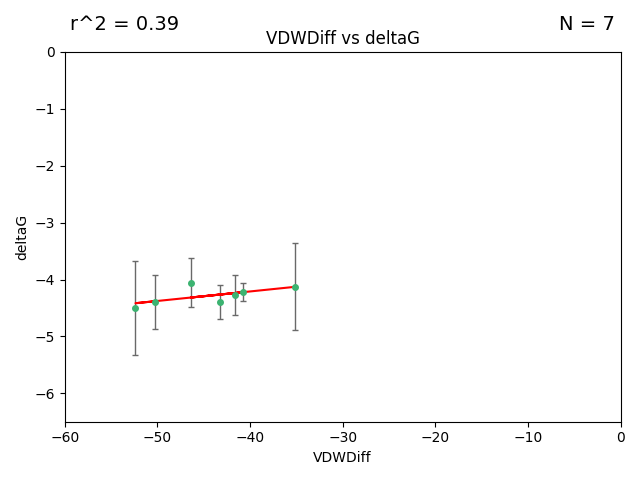 r^2 = 0.39
N = 7
VDWDiff vs deltaG
0
−1
−2
−3
−4
−5
−6
deltaG
−60 −50 −40 −30 −20 −10 0
VDWDiff